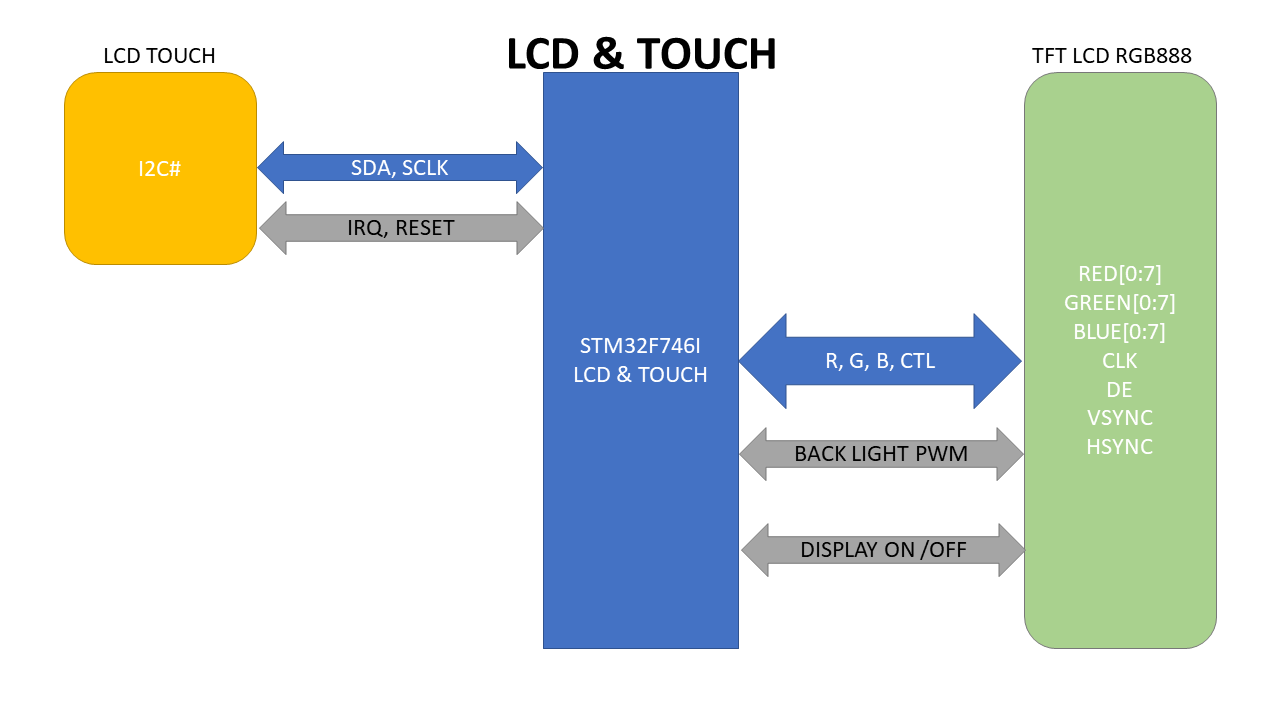 LCD & TOUCH
LCD TOUCH
TFT LCD RGB888
I2C#
SDA, SCLK
IRQ, RESET
STM32F746I
LCD & TOUCH
R, G, B, CTL
BACK LIGHT PWM
DISPLAY ON /OFF
RED[0:7]
GREEN[0:7]
BLUE[0:7]
CLK
DE
VSYNC
HSYNC